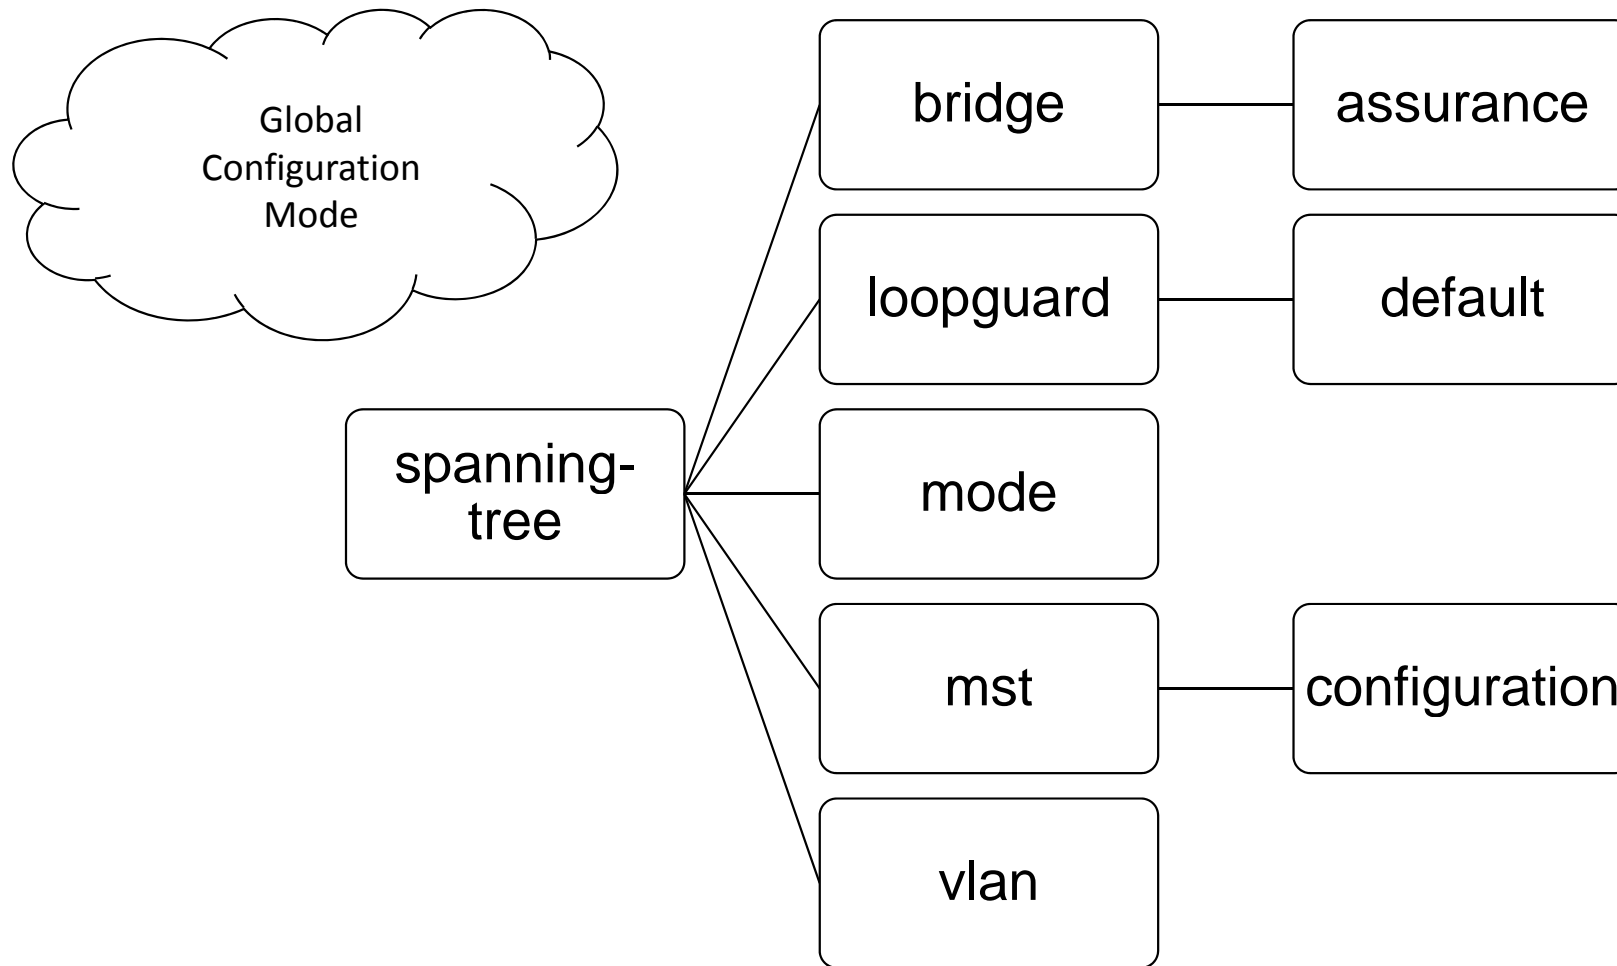 Global
Configuration
Mode
bridge
assurance
loopguard
default
spanning-
tree
mode
mst
configuration
vlan